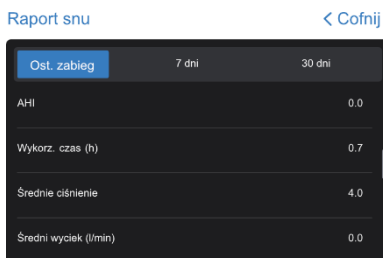 Raport snu < Cofnij
Ost. zabieg 7 dni 30 dni
AHI 0.0
Wykorz. czas (h) 0.7
Średnie ciśnienie 4.0
Średni wyciek (l/min) 0.0